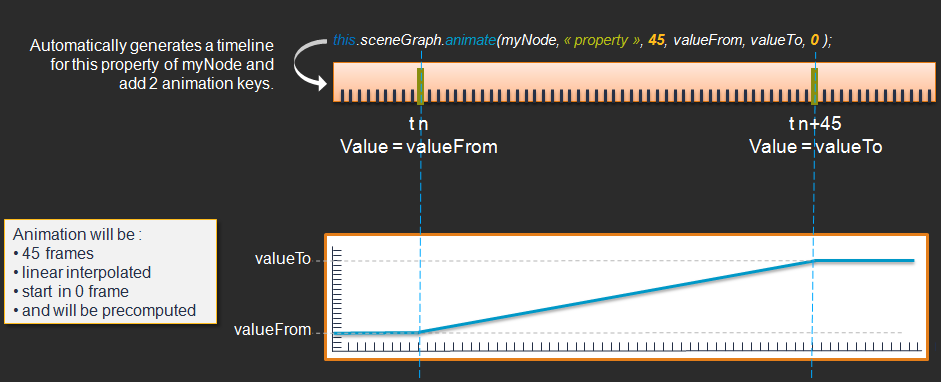 Automatically generates a timeline
for this property of myNode and
add 2 animation keys.
this.sceneGraph.animate(myNode, « property », 45, valueFrom, valueTo, 0 );
t n
Value = valueFrom
t n+45
Value = valueTo
Animation will be :
• 45 frames
• linear interpolated
• start in 0 frame
• and will be precomputed
valueTo
valueFrom